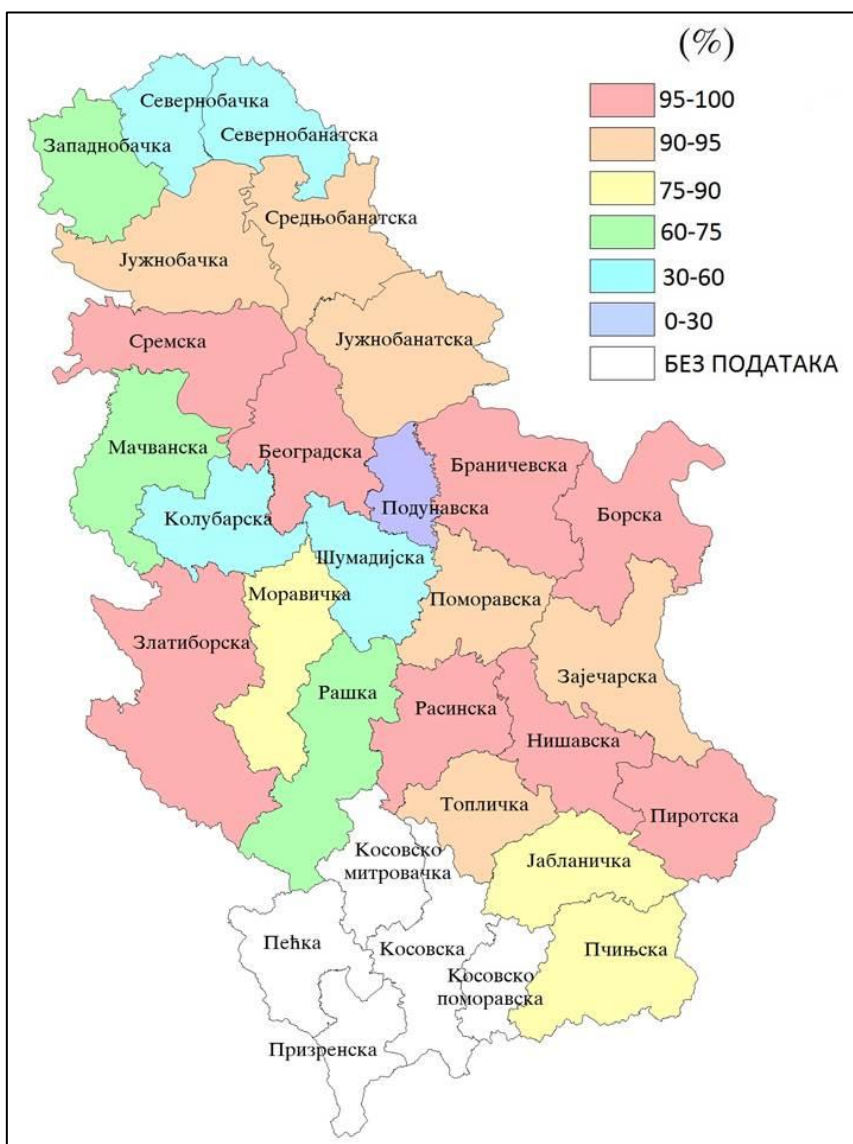 (%)
95-100
90-95
75-90
60-75
30-60
0-30
БЕЗ ПОДАТАКА
Севернобачка
Севернобанатска
Западнобачка
Средњобанатска
Јужнобачка
Јужнобанатска
Сремска
Мачванска
Београдска
Браничевска
Подунавска
Борска
Колубарска
Шумадијска
Моравичка
Поморавска
Златиборска
Зајечарска
Рашка
Расинска
Нишавска
Топличка
Пиротска
Косовско
митровачка
Јабланичка
Пећка
Косовска
Пчињска
Косовско
поморавска
Призренска